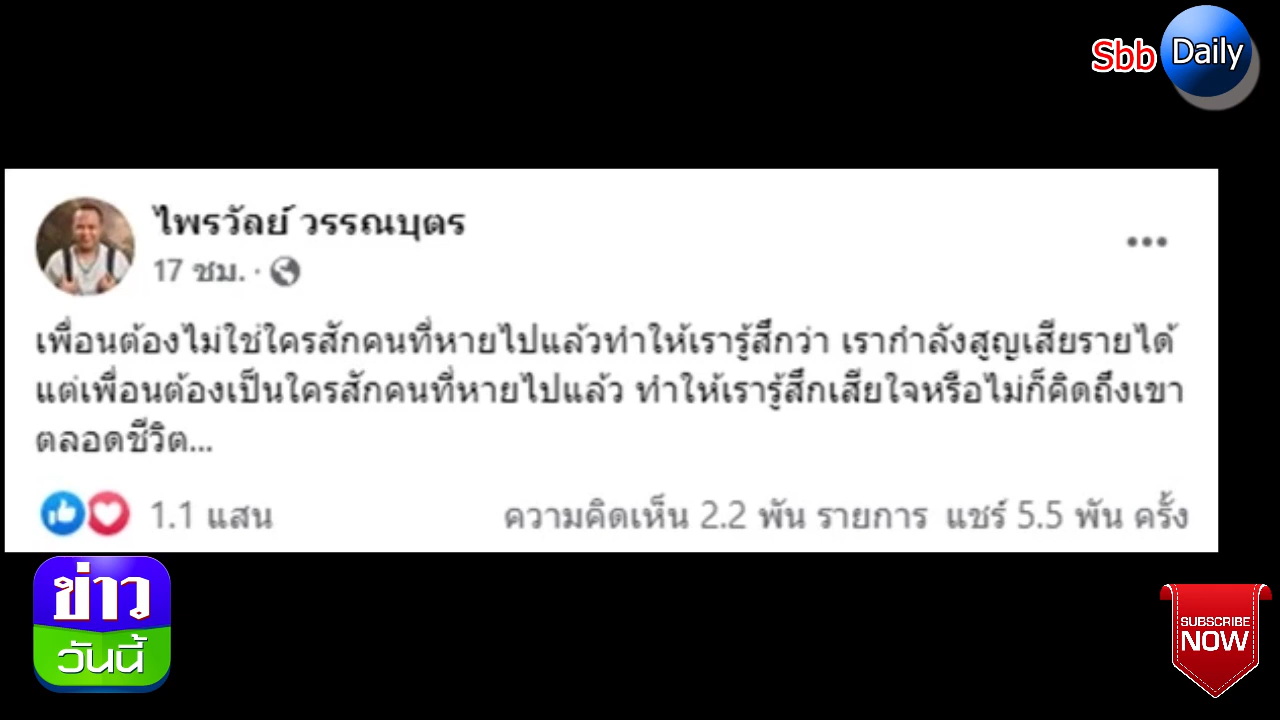 Sbb Daily
ไพรวัลย์ วรรณบุตร
17 ชม. ·
เพื่อนต้องไม่ใช่ใครสักคนที่หายไปแล้วทำให้เรารู้สึกว่า เรากำลังสูญเสียรายได้
แต่เพื่อนต้องเป็นใครสักคนที่หายไปแล้ว ทำให้เรารู้สึกเสียใจหรือไม่ก็คิดถึงเขา
ตลอดชีวิต...
1.1 แสน ความคิดเห็น 2.2 พัน รายการ แชร์ 5.5 พัน ครั้ง
ข่าว
วันนี้
SUBSCRIBE
NOW